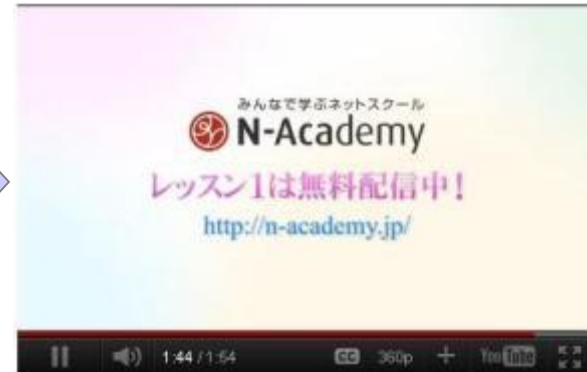 みんなで学ぶネットスクール
N-Academy
レッスン1は無料配信中!
http://n-academy.jp/
1:44 / 1:54
CC
360p
YouTube